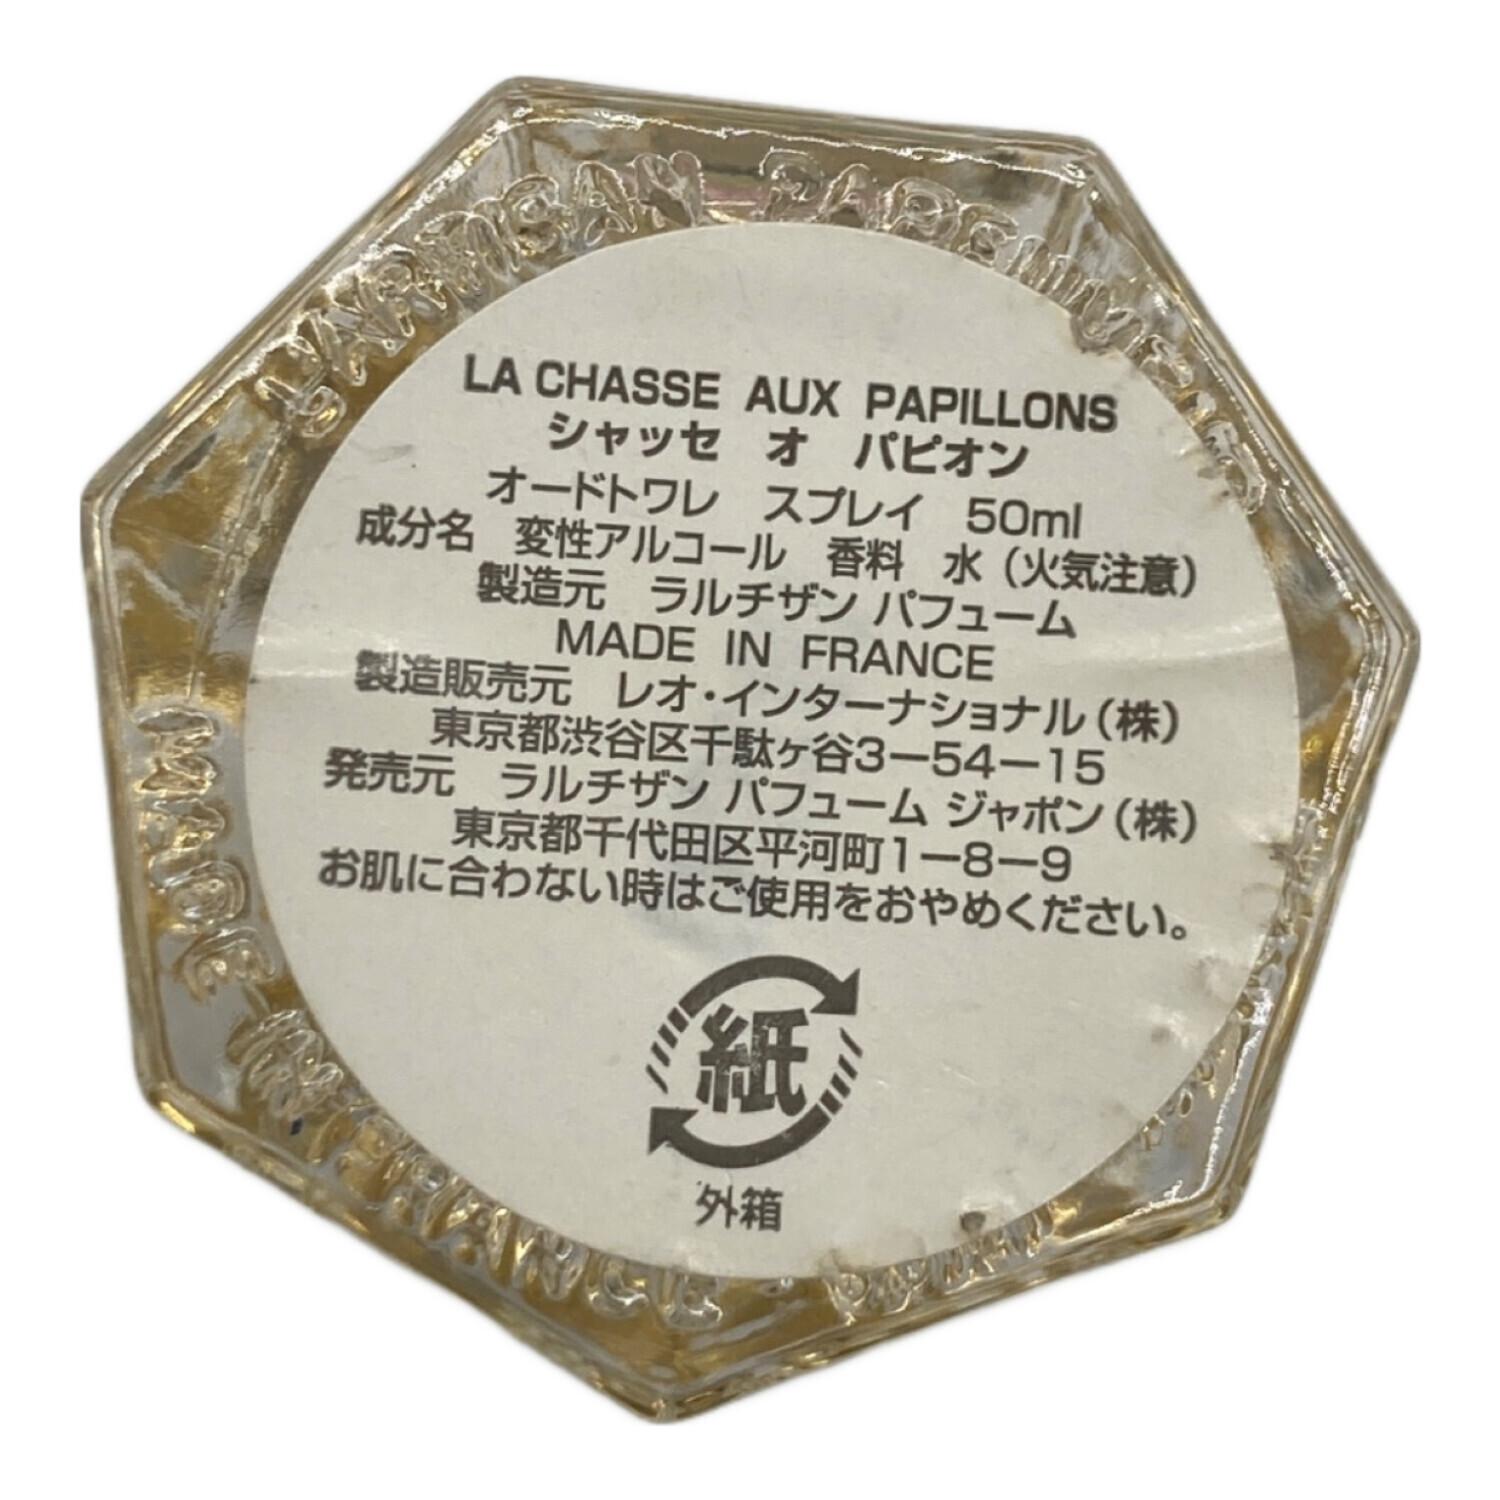 L'ARTISAN PARFUMEUR
LA CHASSE AUX PAPILLONS
シャッセ オ パピオン
オードトワレ スプレイ 50ml
成分名 変性アルコール 香料 水（火気注意）
製造元 ラルチザン パフューム
MADE IN FRANCE
製造販売元 レオ・インターナショナル（株）
東京都渋谷区千駄ヶ谷3－54－15
発売元 ラルチザン パフューム ジャポン（株）
東京都千代田区平河町1－8－9
お肌に合わない時はご使用をおやめください。
紙
外箱
MADE IN FRANCE